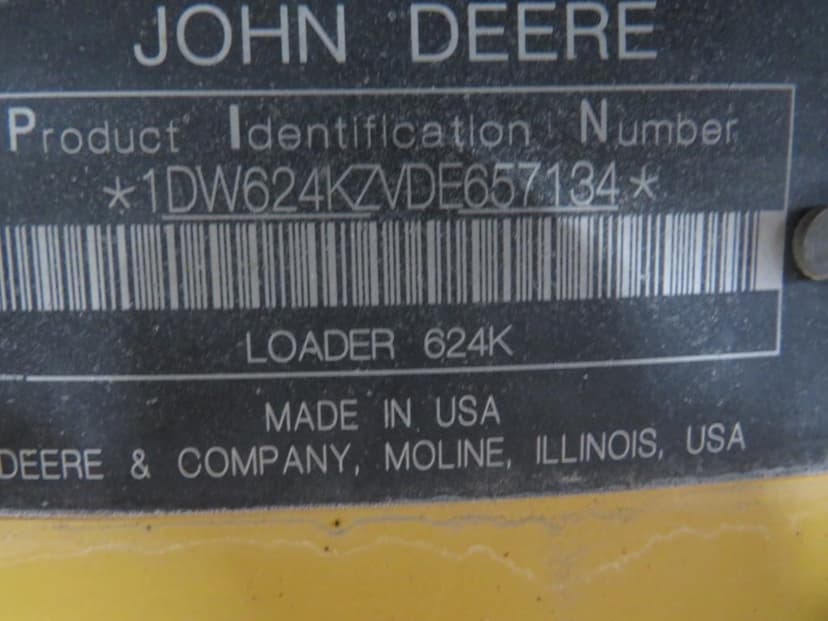 JOHN DEERE
Product Identification Number
*1DW624KZVDE657134*
LOADER 624K
MADE IN USA
DEERE & COMPANY, MOLINE, ILLINOIS, USA